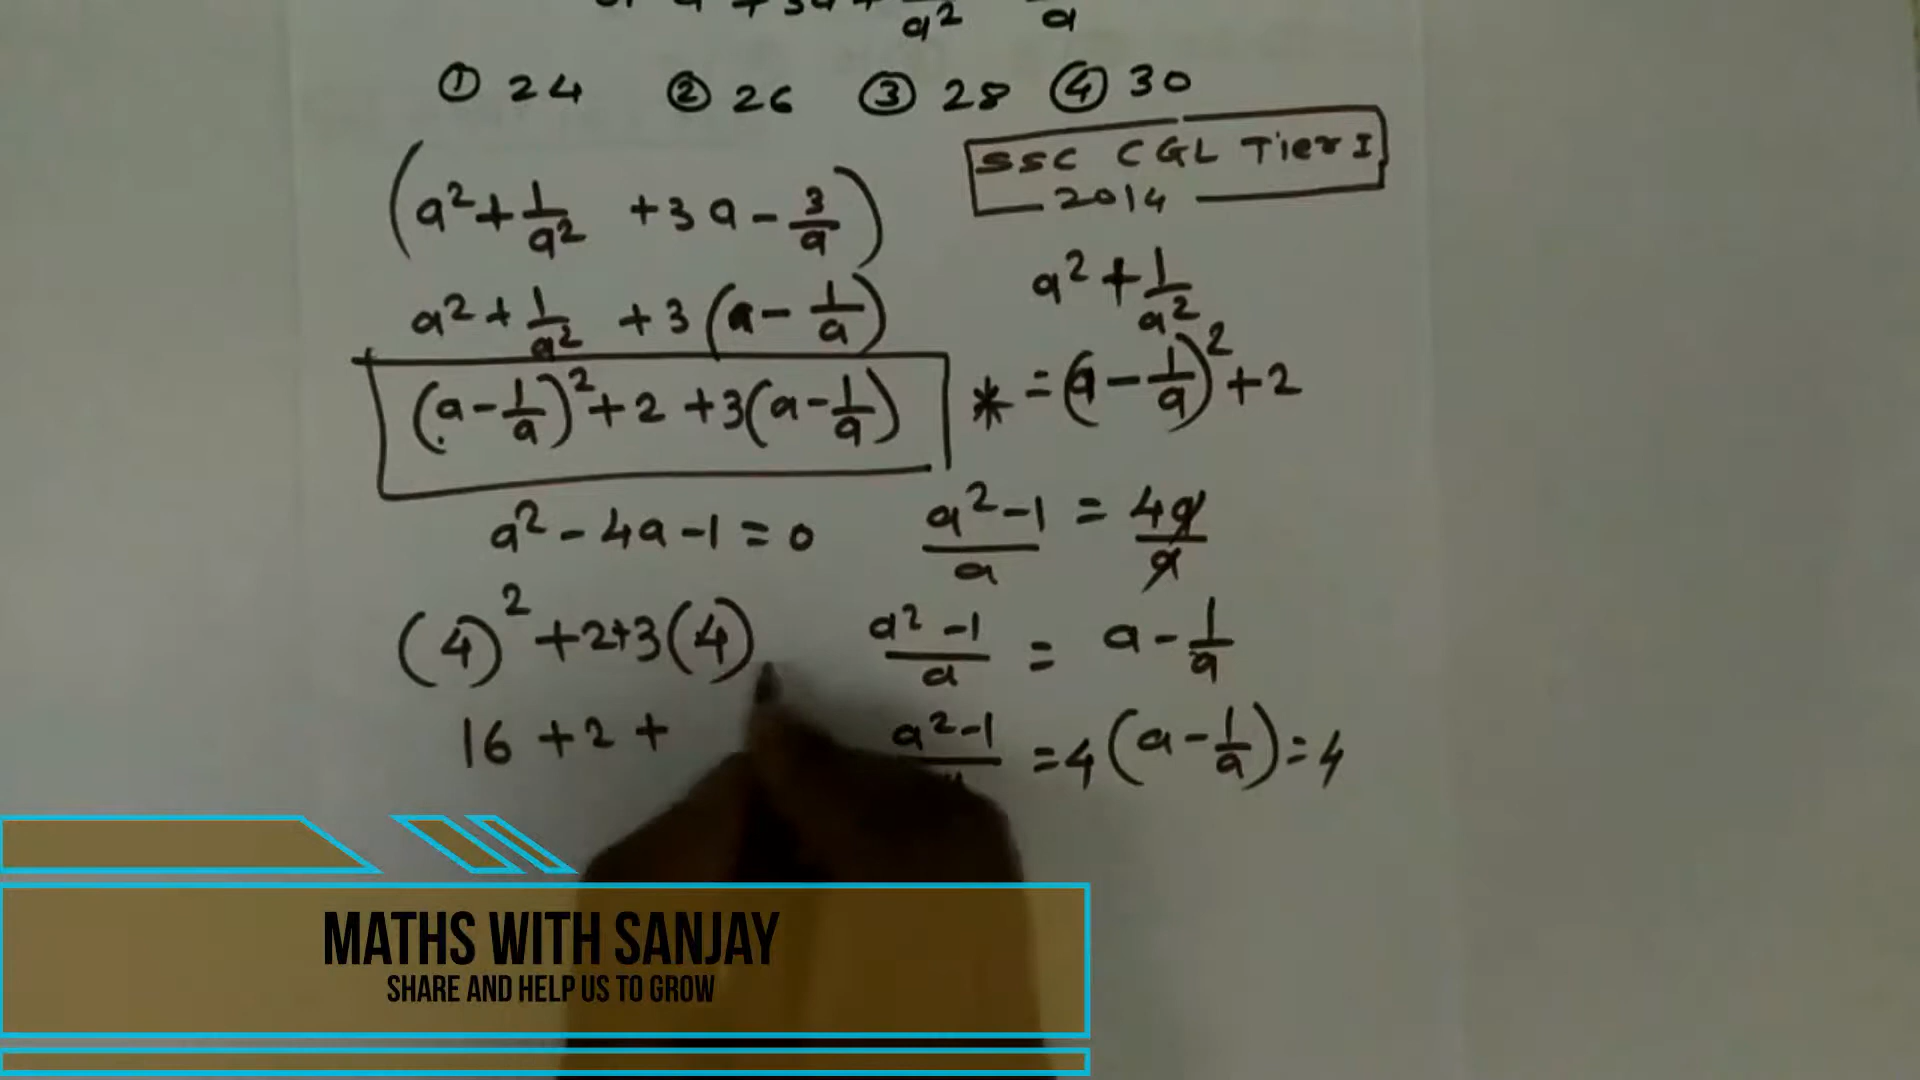 a² a
① 24 ② 26 ③ 28 ④ 30
SSC CGL Tier I
2014
(a² + 1/a² + 3a - 3/a)
a² + 1/a² + 3(a - 1/a)
(a - 1/a)² + 2 + 3(a - 1/a)
a² + 1/a²
* = (a - 1/a)² + 2
a² - 4a - 1 = 0
(a² - 1)/a = 4a/a
(4)² + 2 + 3(4)
(a² - 1)/a = a - 1/a
16 + 2 +
a² - 1 = 4 (a - 1/a) = 4
MATHS WITH SANJAY
SHARE AND HELP US TO GROW